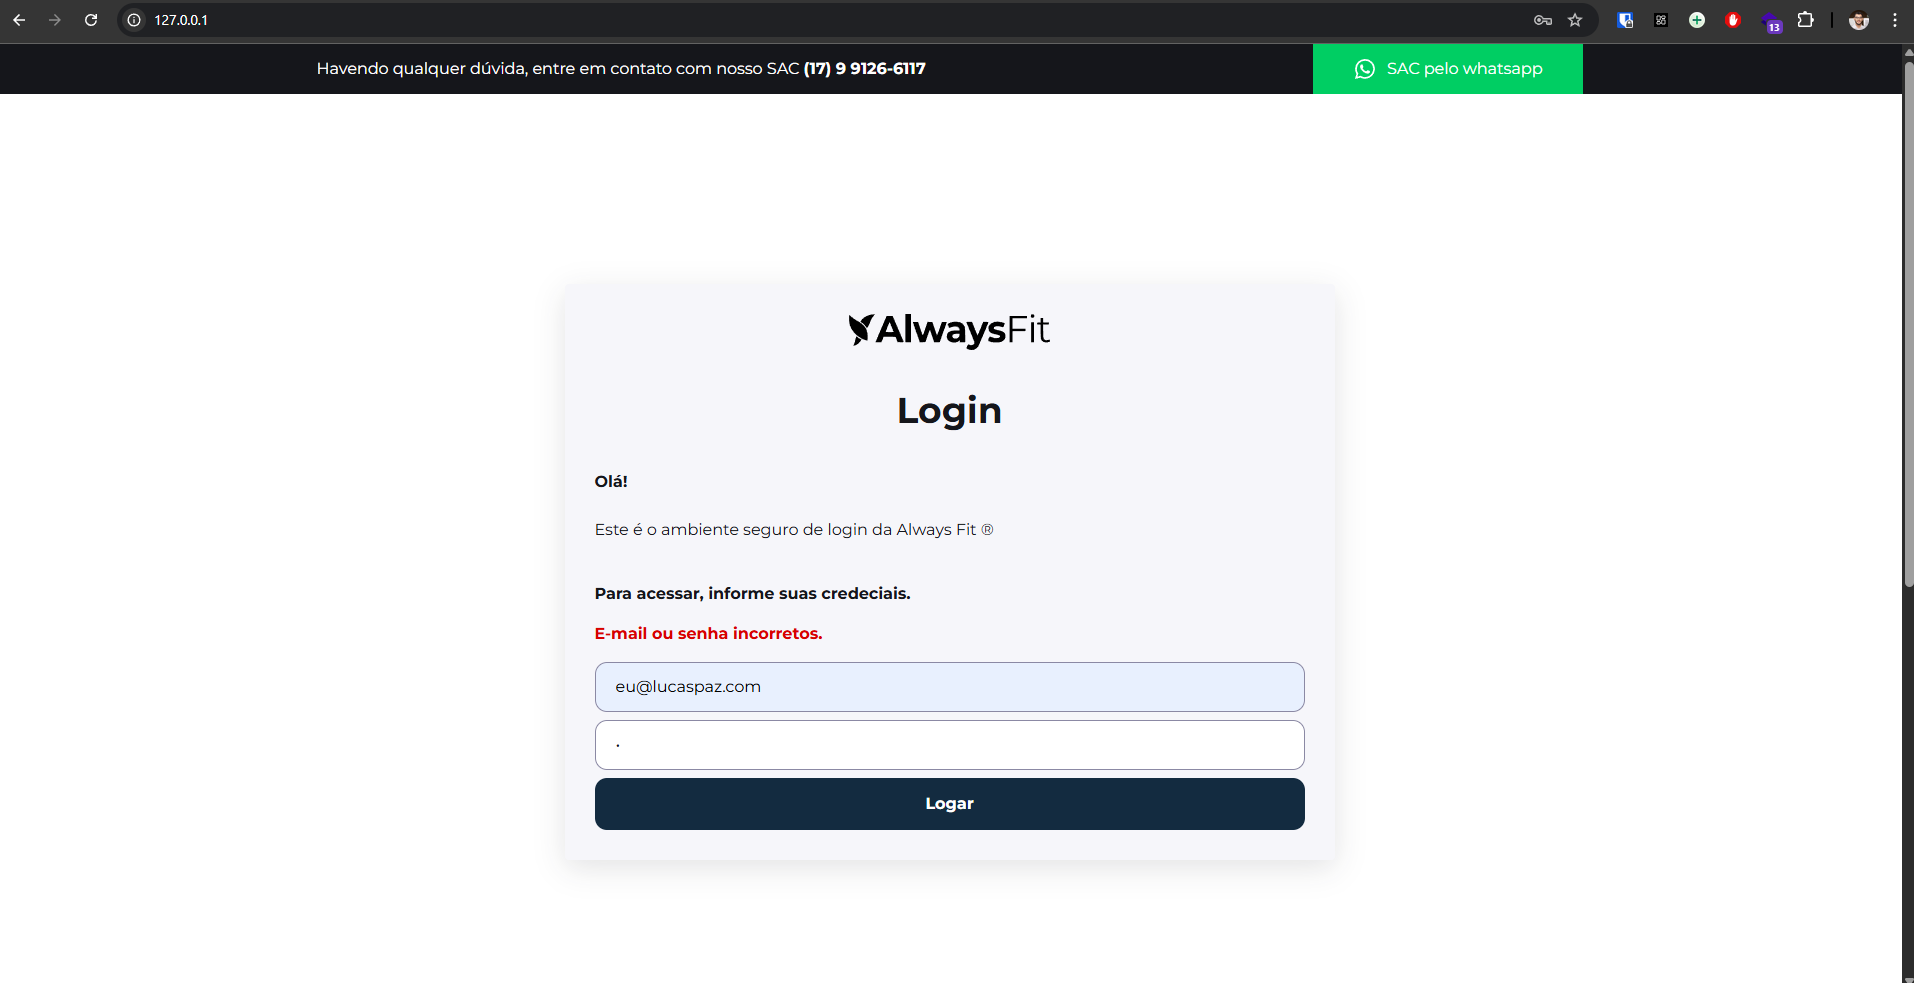 127.0.0.1
13
Havendo qualquer dúvida, entre em contato com nosso SAC (17) 9 9126-6117
SAC pelo whatsapp
AlwaysFit
Login
Olá!
Este é o ambiente seguro de login da Always Fit ®
Para acessar, informe suas credeciais.
E-mail ou senha incorretos.
eu@lucaspaz.com
Logar